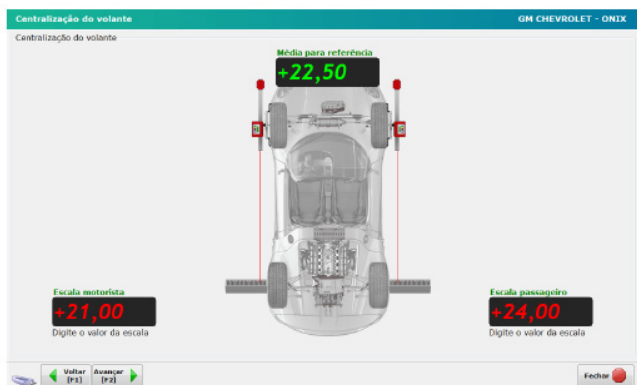 Centralização do volante
GM CHEVROLET - ONIX
Centralização do volante
Média para referência
+22,50
Escala motorista
+21,00
Digite o valor da escala
Escala passageiro
+24,00
Digite o valor da escala
Voltar
(F1)
Avançar
(F2)
Fechar